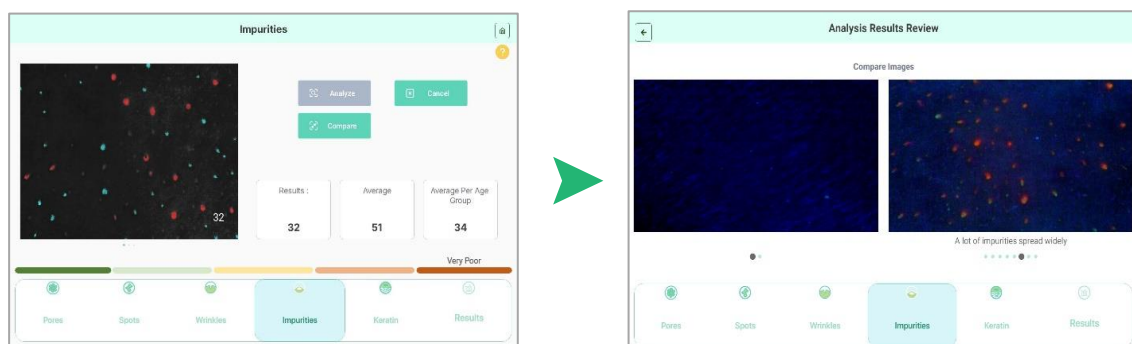 Impurities
?
Analyze
Cancel
Compare
32
Results :
Average
Average Per Age
Group
32
51
34
Very Poor
Pores
Spots
Wrinkles
Impurities
Keratin
Results
Analysis Results Review
Compare Images
A lot of impurities spread widely
Pores
Spots
Wrinkles
Impurities
Keratin
Results